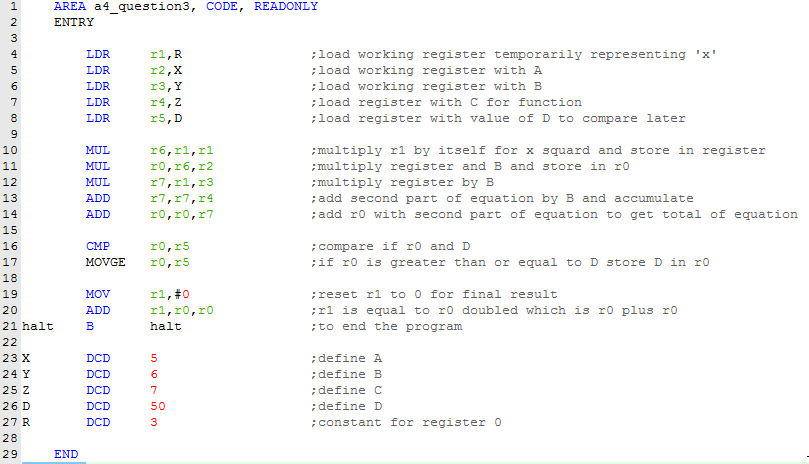 1 AREA a4_question3, CODE, READONLY
2 ENTRY
3
4 LDR r1,R ;load working register temporarily representing 'x'
5 LDR r2,X ;load working register with A
6 LDR r3,Y ;load working register with B
7 LDR r4,Z ;load register with C for function
8 LDR r5,D ;load register with value of D to compare later
9
10 MUL r6,r1,r1 ;multiply r1 by itself for x squard and store in register
11 MUL r0,r6,r2 ;multiply register and B and store in r0
12 MUL r7,r1,r3 ;multiply register by B
13 ADD r7,r7,r4 ;add second part of equation by B and accumulate
14 ADD r0,r0,r7 ;add r0 with second part of equation to get total of equation
15
16 CMP r0,r5 ;compare if r0 and D
17 MOVGE r0,r5 ;if r0 is greater than or equal to D store D in r0
18
19 MOV r1,#0 ;reset r1 to 0 for final result
20 ADD r1,r0,r0 ;r1 is equal to r0 doubled which is r0 plus r0
21 halt B halt ;to end the program
22
23 X DCD 5 ;define A
24 Y DCD 6 ;define B
25 Z DCD 7 ;define C
26 D DCD 50 ;define D
27 R DCD 3 ;constant for register 0
28
29 END